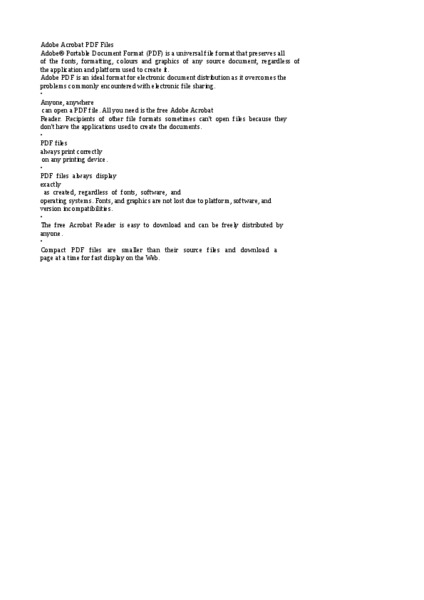 Adobe Acrobat PDF Files
Adobe® Portable Document Format (PDF) is a universal file format that preserves all
of the fonts, formatting, colours and graphics of any source document, regardless of
the application and platform used to create it.
Adobe PDF is an ideal format for electronic document distribution as it overcomes the
problems commonly encountered with electronic file sharing.
•
Anyone, anywhere
can open a PDF file. All you need is the free Adobe Acrobat
Reader. Recipients of other file formats sometimes can't open files because they
don't have the applications used to create the documents.
•
PDF files
always print correctly
on any printing device.
•
PDF files always display
exactly
as created, regardless of fonts, software, and
operating systems. Fonts, and graphics are not lost due to platform, software, and
version incompatibilities.
•
The free Acrobat Reader is easy to download and can be freely distributed by
anyone.
•
Compact PDF files are smaller than their source files and download a
page at a time for fast display on the Web.